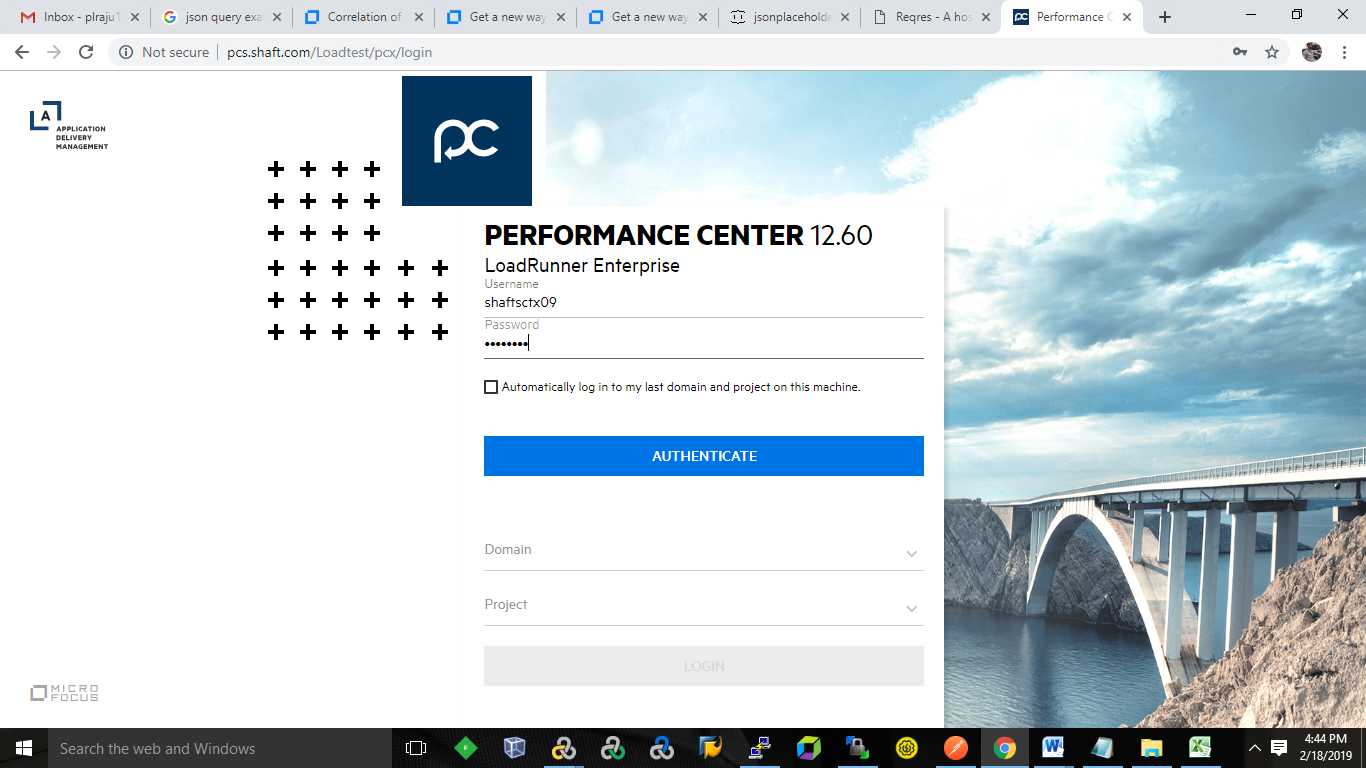 Inbox - plraju1
json query exa
Correlation of
Get a new way
Get a new way
jsonplaceholde
Reqres - A hos
Performance C
Not secure
pcs.shaft.com/Loadtest/pcx/login
A
APPLICATION
DELIVERY
MANAGEMENT
pc
PERFORMANCE CENTER 12.60
LoadRunner Enterprise
Username
shaftsctx09
Password
••••••••
Automatically log in to my last domain and project on this machine.
AUTHENTICATE
Domain
Project
LOGIN
MICRO
FOCUS
Search the web and Windows
4:44 PM
2/18/2019